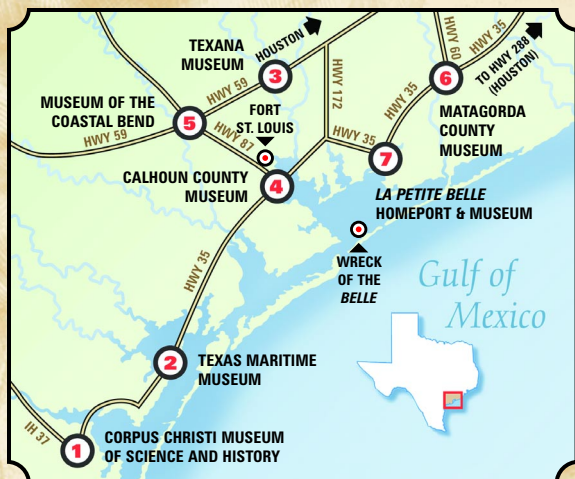 TEXANA
MUSEUM
HOUSTON
3
HWY 60
HWY 35
TO HWY 288
(HOUSTON)
HWY 59
HWY 172
HWY 35
6
MATAGORDA
COUNTY
MUSEUM
MUSEUM OF THE
COASTAL BEND
5
HWY 59
FORT
ST. LOUIS
HWY 87
HWY 35
7
CALHOUN COUNTY
MUSEUM
4
LA PETITE BELLE
HOMEPORT & MUSEUM
WRECK
OF THE
BELLE
HWY 35
Gulf of
Mexico
2
TEXAS MARITIME
MUSEUM
IH 37
1
CORPUS CHRISTI MUSEUM
OF SCIENCE AND HISTORY